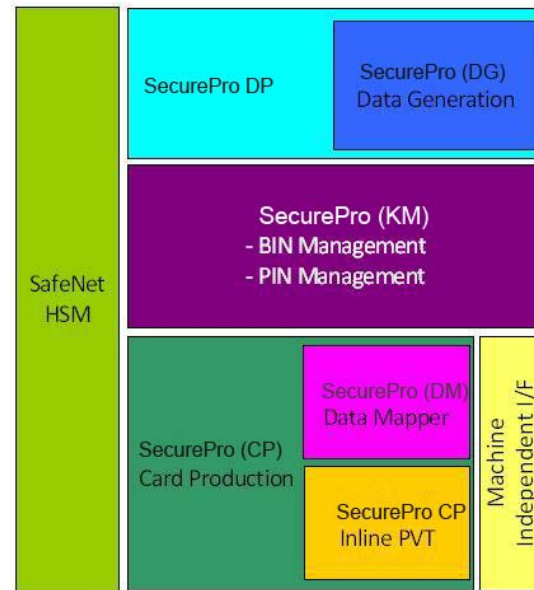 SafeNet
HSM
SecurePro DP
SecurePro (DG)
Data Generation
SecurePro (KM)
- BIN Management
- PIN Management
SecurePro (CP)
Card Production
SecurePro (DM)
Data Mapper
SecurePro CP
Inline PVT
Machine
Independent I/F